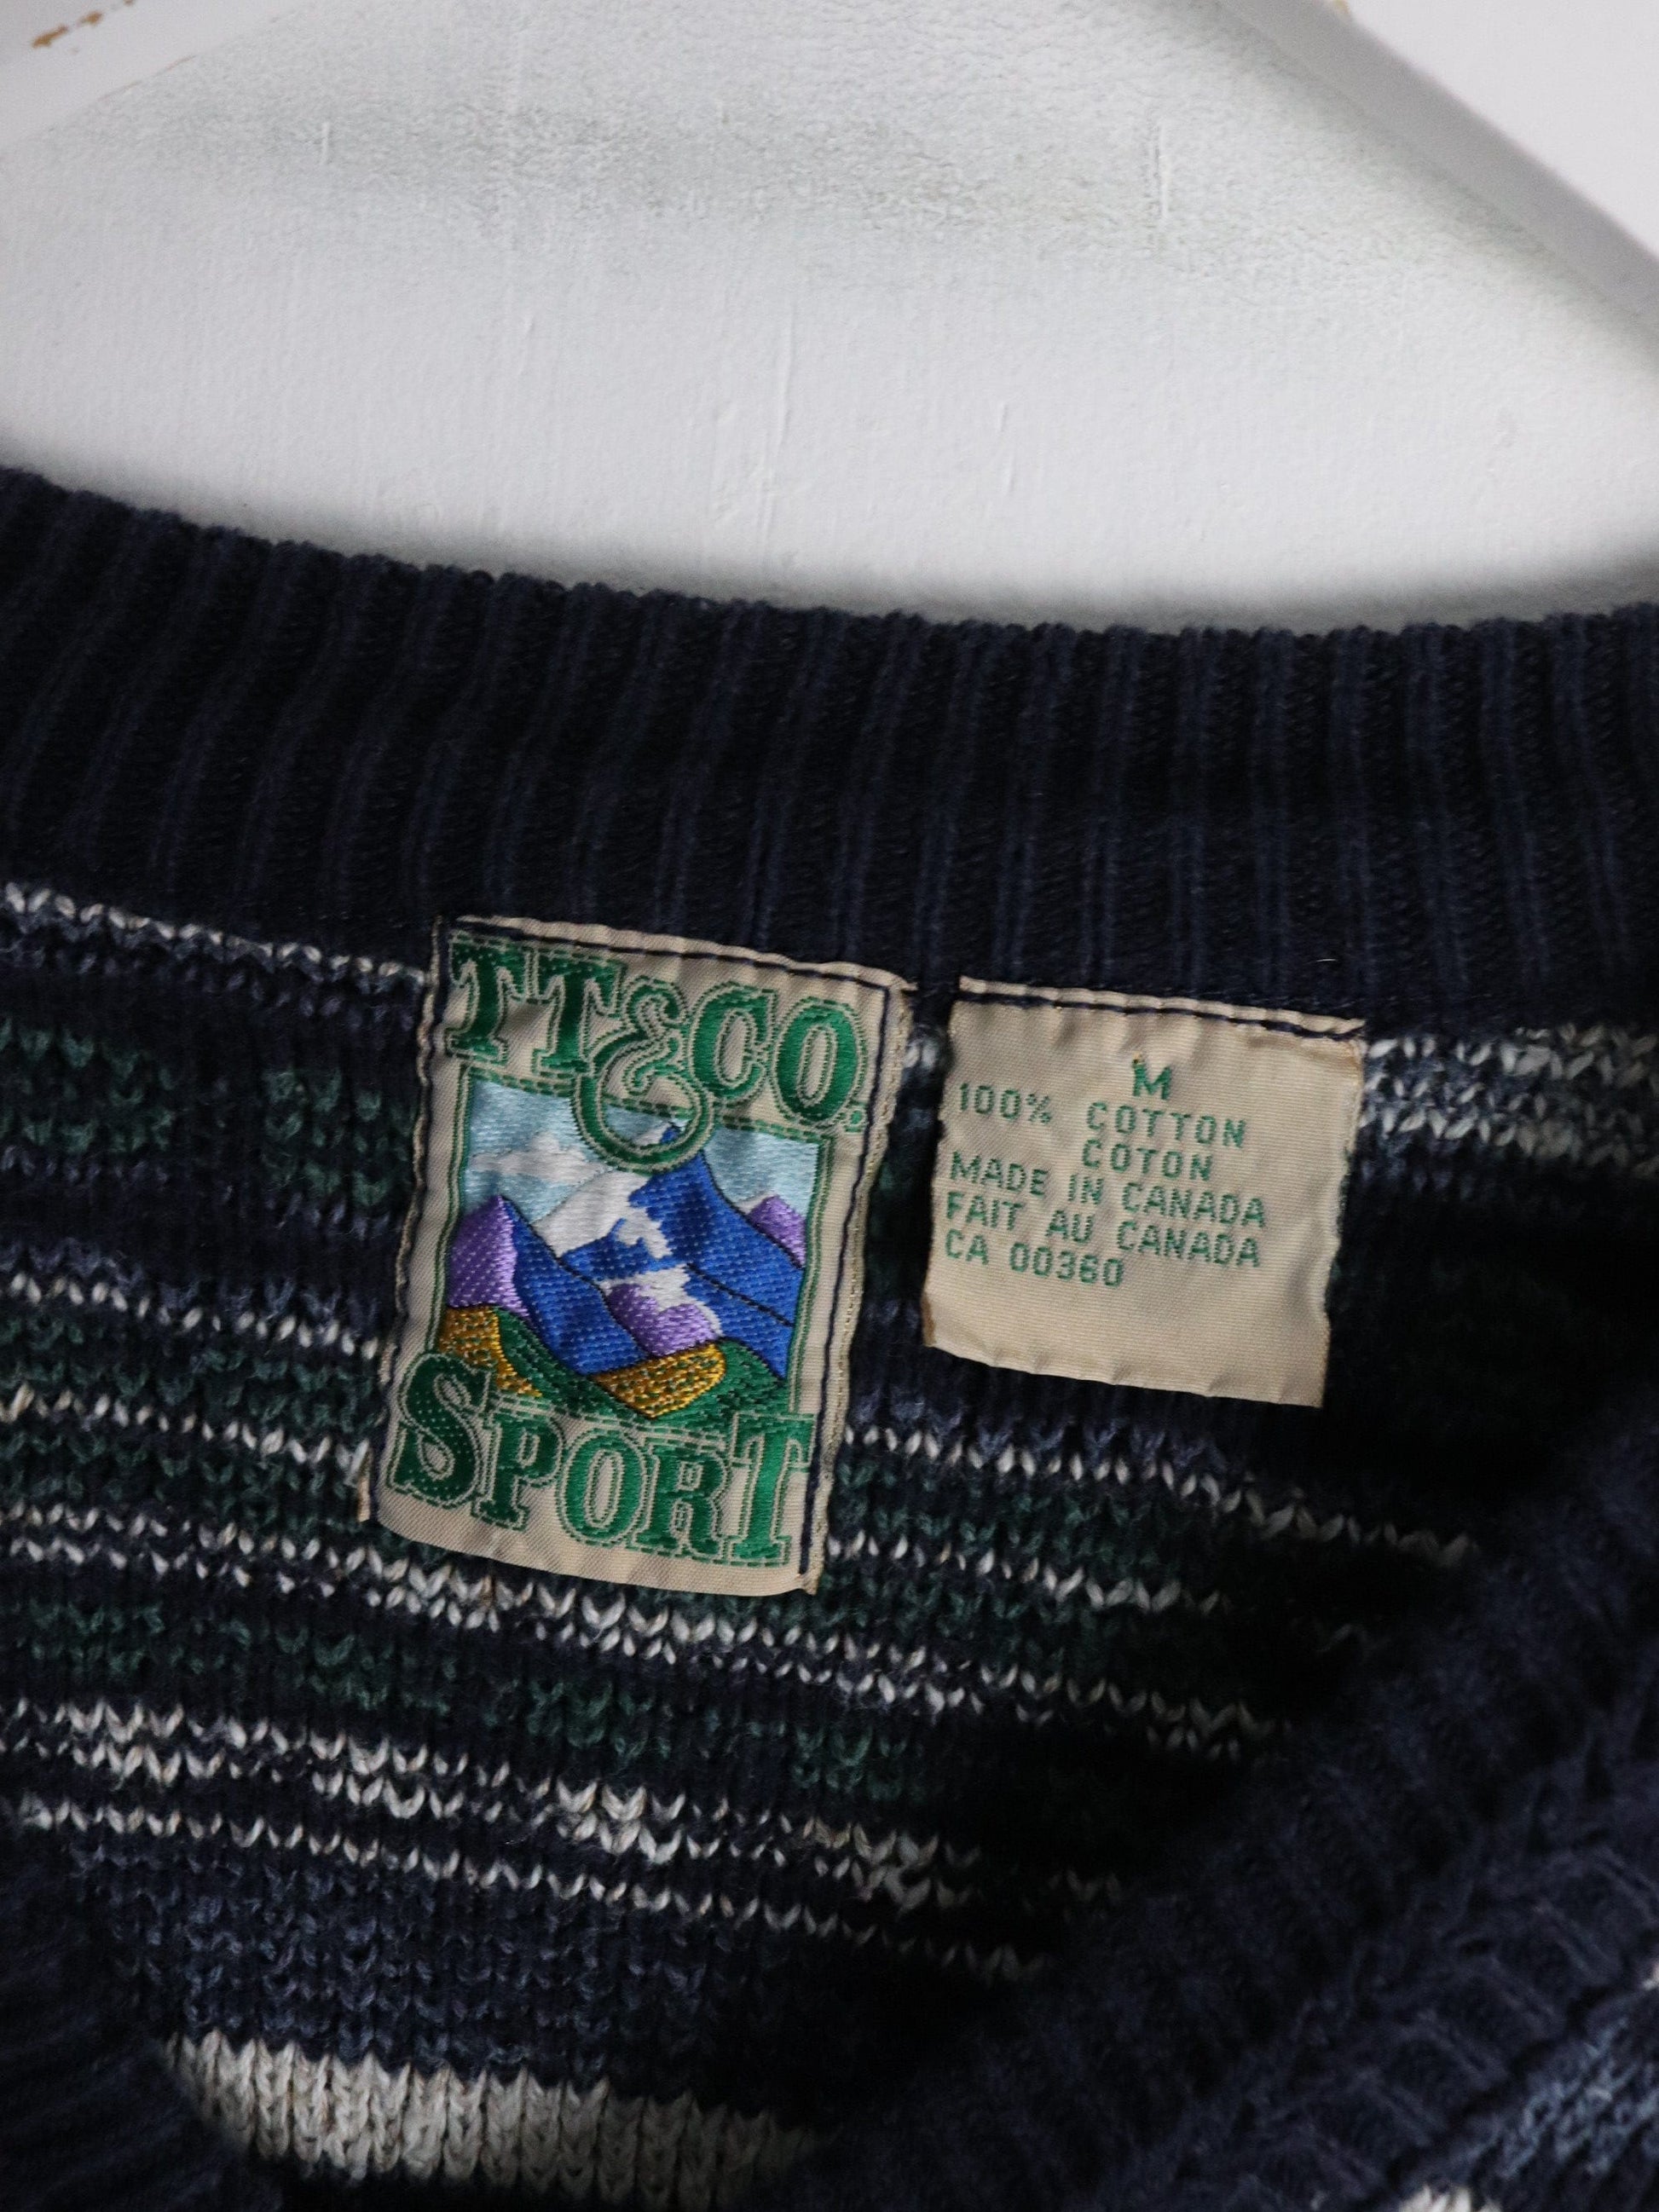 TT&CO.
SPORT
M
100% COTTON
COTON
MADE IN CANADA
FAIT AU CANADA
CA 00360